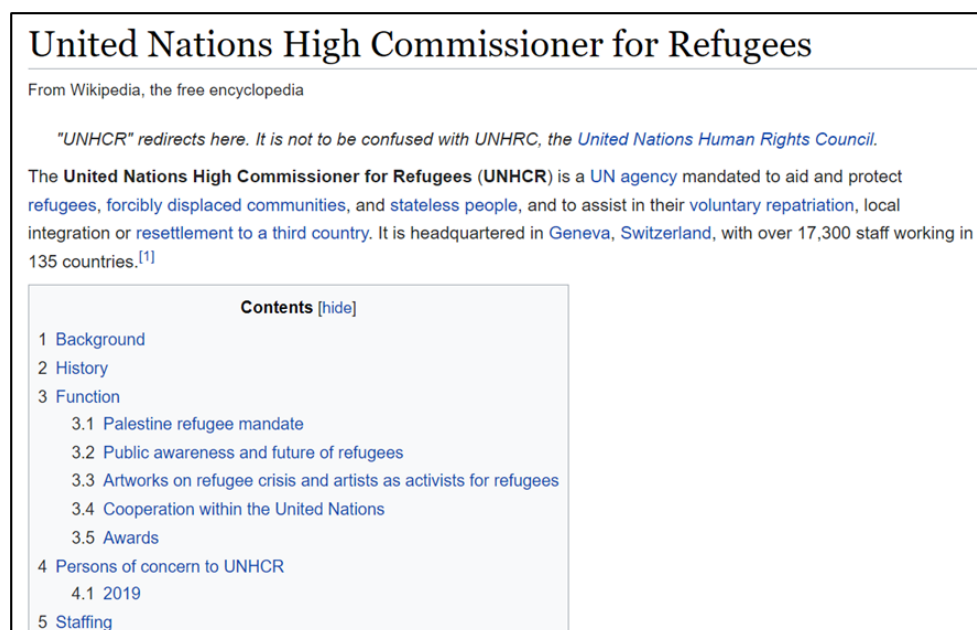 United Nations High Commissioner for Refugees
From Wikipedia, the free encyclopedia
"UNHCR" redirects here. It is not to be confused with UNHRC, the United Nations Human Rights Council.
The United Nations High Commissioner for Refugees (UNHCR) is a UN agency mandated to aid and protect
refugees, forcibly displaced communities, and stateless people, and to assist in their voluntary repatriation, local
integration or resettlement to a third country. It is headquartered in Geneva, Switzerland, with over 17,300 staff working in
135 countries.[1]
Contents [hide]
1 Background
2 History
3 Function
3.1 Palestine refugee mandate
3.2 Public awareness and future of refugees
3.3 Artworks on refugee crisis and artists as activists for refugees
3.4 Cooperation within the United Nations
3.5 Awards
4 Persons of concern to UNHCR
4.1 2019
5 Staffing